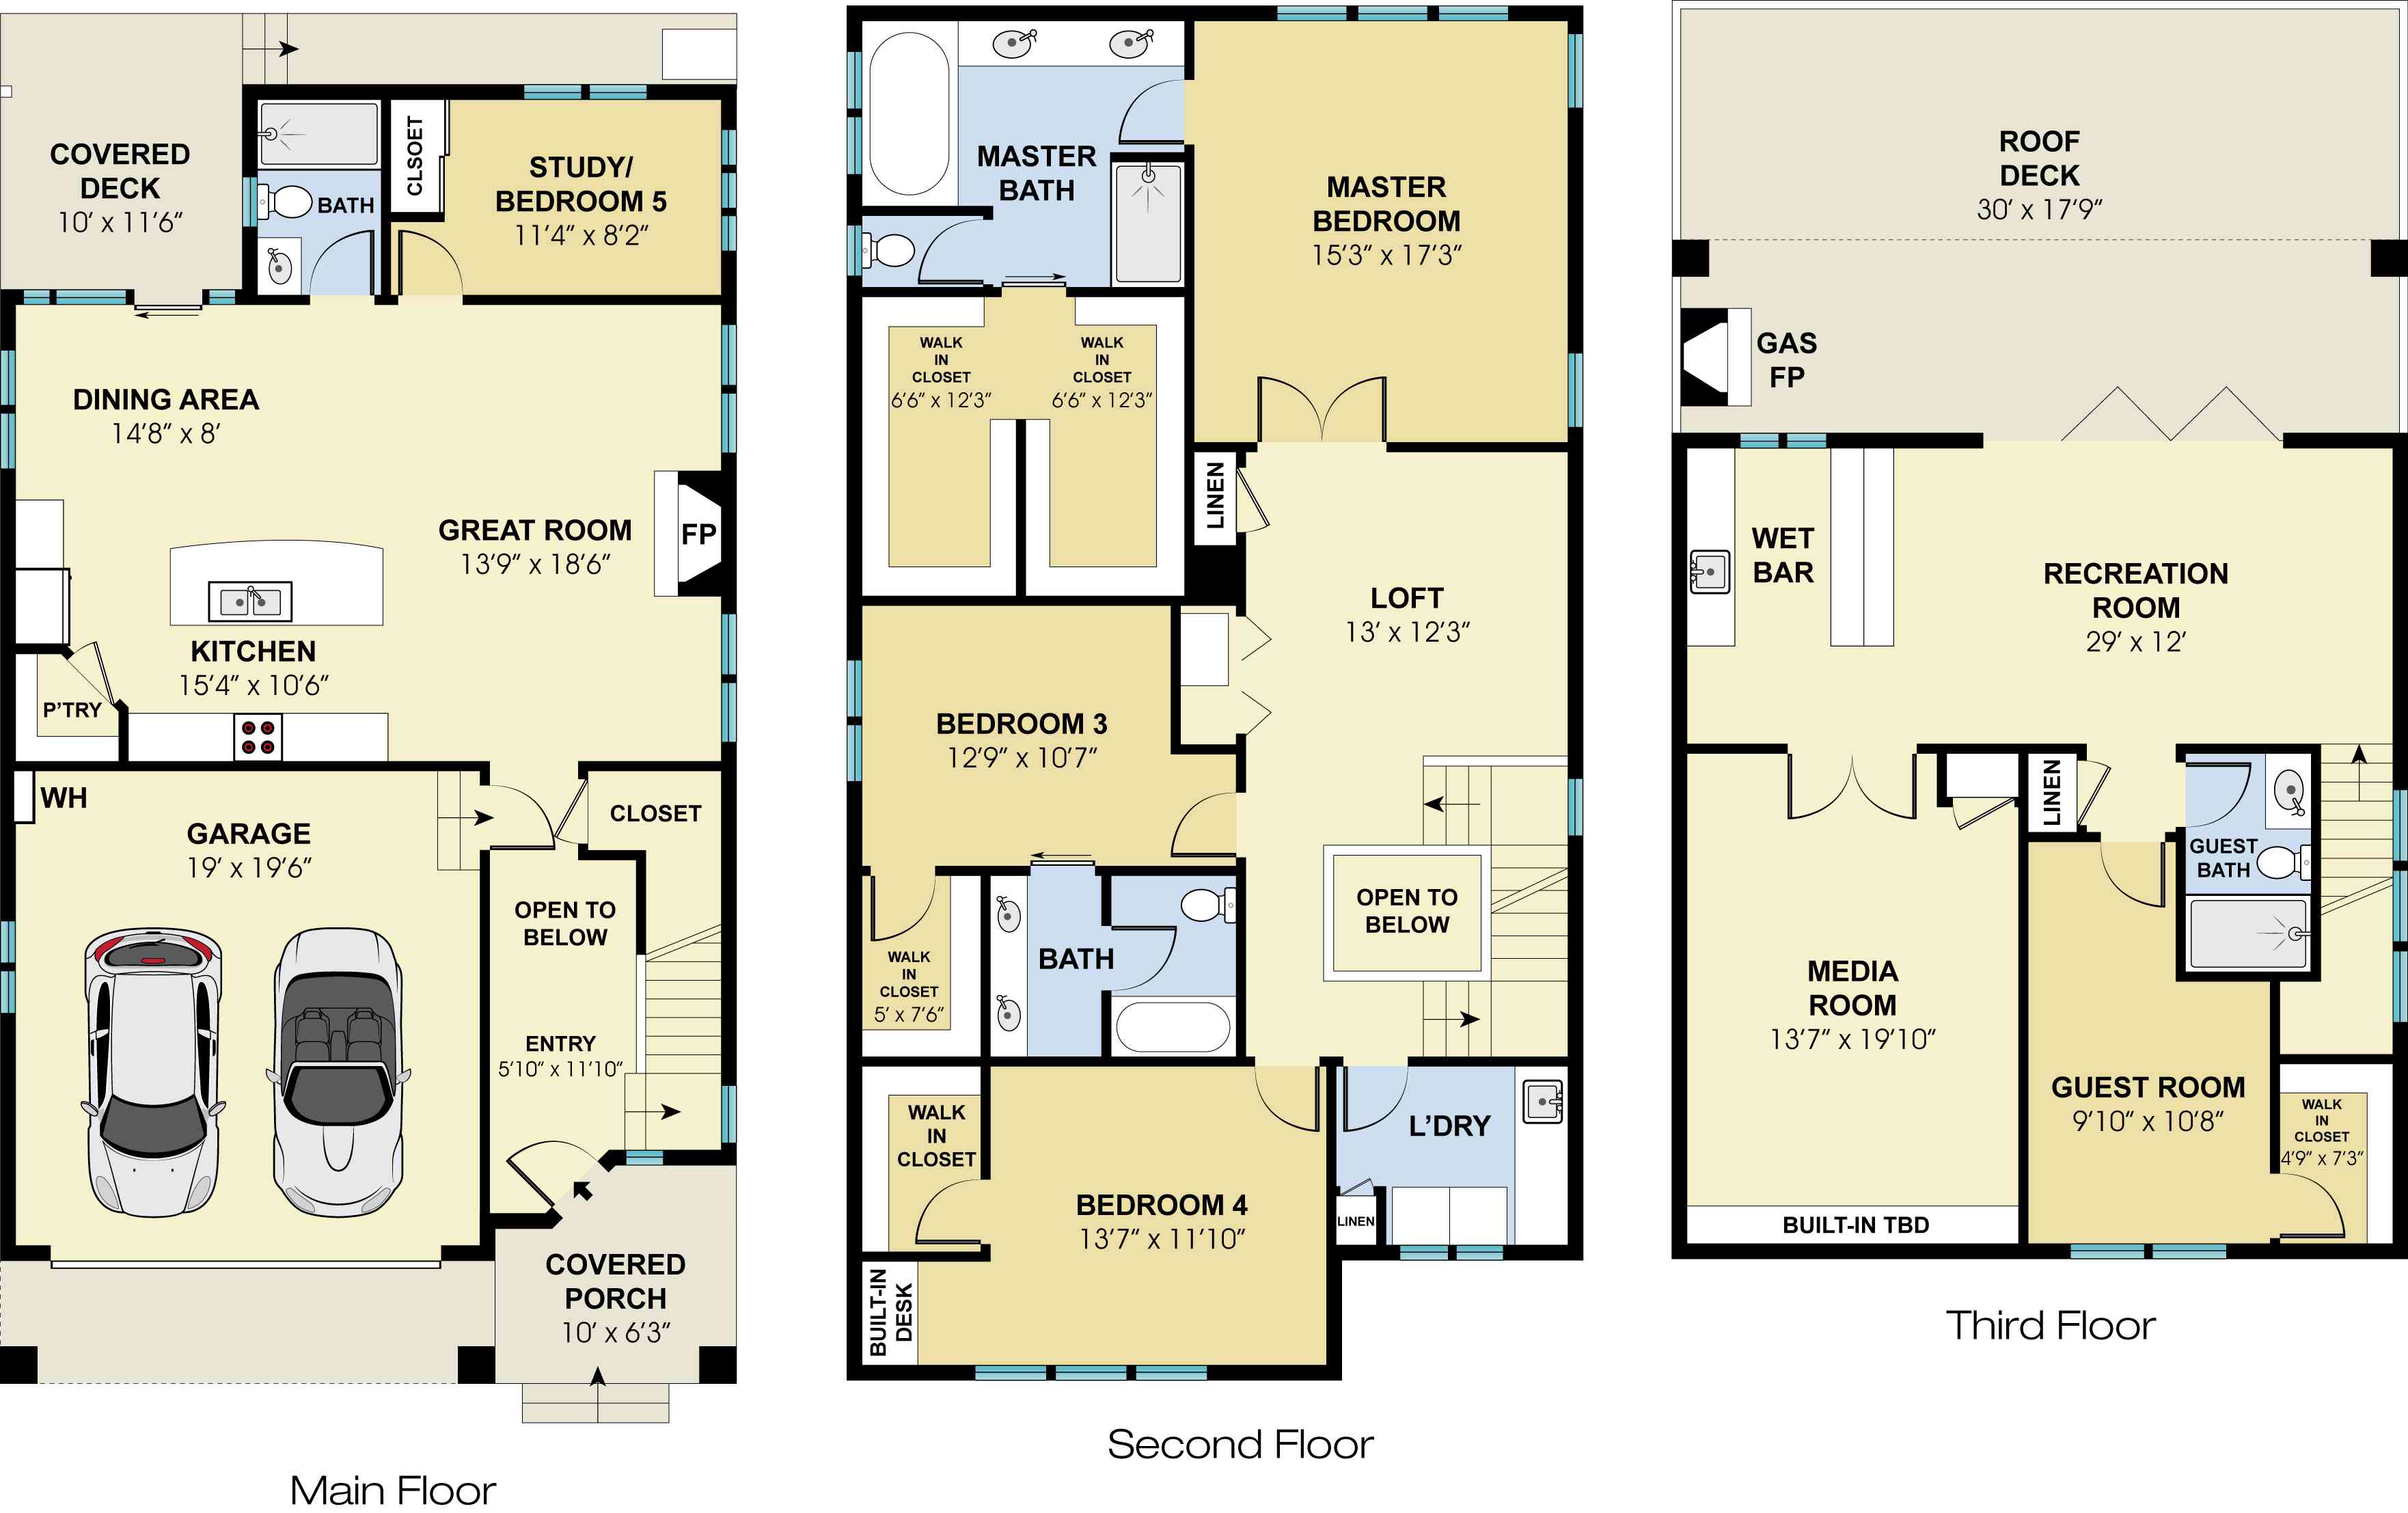 COVERED
DECK
10’ x 11’6”
BATH
CLSOET
STUDY/
BEDROOM 5
11’4” x 8’2”
DINING AREA
14’8” x 8’
GREAT ROOM
13’9” x 18’6”
FP
KITCHEN
15’4” x 10’6”
P’TRY
WH
GARAGE
19’ x 19’6”
CLOSET
OPEN TO
BELOW
ENTRY
5’10” x 11’10”
COVERED
PORCH
10’ x 6’3”
Main Floor
MASTER
BATH
MASTER
BEDROOM
15’3” x 17’3”
WALK
IN
CLOSET
6’6” x 12’3”
WALK
IN
CLOSET
6’6” x 12’3”
LINEN
LOFT
13’ x 12’3”
BEDROOM 3
12’9” x 10’7”
OPEN TO
BELOW
WALK
IN
CLOSET
5’ x 7’6”
BATH
WALK
IN
CLOSET
L’DRY
LINEN
BEDROOM 4
13’7” x 11’10”
BUILT-IN
DESK
Second Floor
ROOF
DECK
30’ x 17’9”
GAS
FP
WET
BAR
RECREATION
ROOM
29’ x 12’
LINEN
GUEST
BATH
MEDIA
ROOM
13’7” x 19’10”
GUEST ROOM
9’10” x 10’8”
WALK
IN
CLOSET
4’9” x 7’3”
BUILT-IN TBD
Third Floor